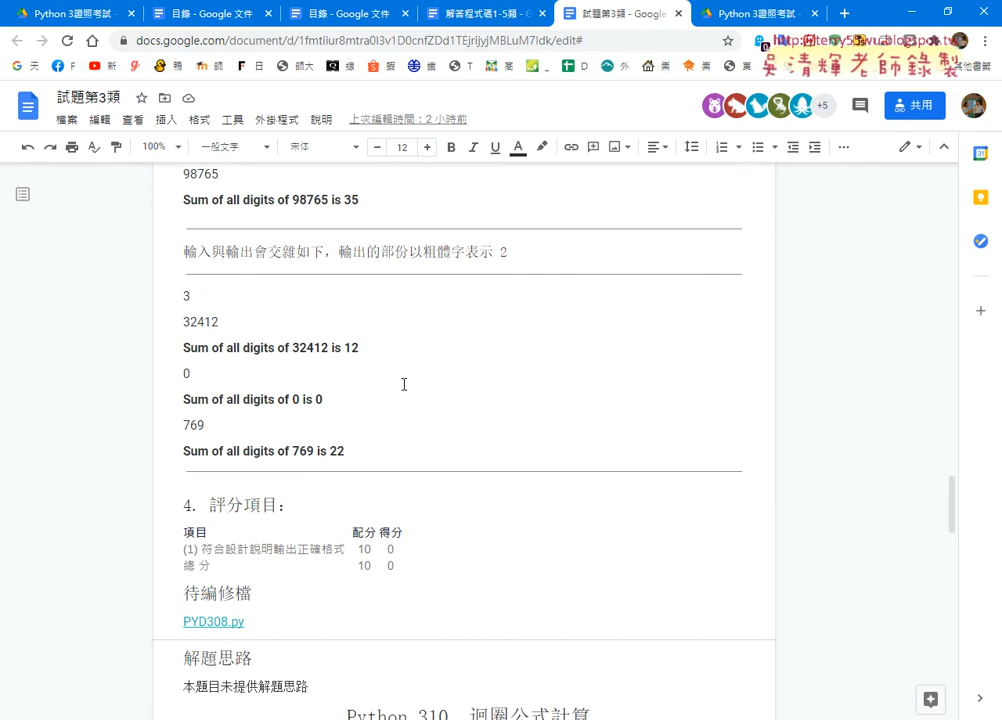 Python 3證照考試 -
目錄 - Google 文件
目錄 - Google 文件
解答程式碼1-5類 - G
試題第3類 - Google
Python 3證照考試 -
docs.google.com/document/d/1fmtIiur8mtra0I3v1D0cnfZDd1TEjrijyjMBLuM7Idk/edit#
吳清輝老師錄製
其他書籤
試題第3類
檔案 編輯 查看 插入 格式 工具 外掛程式 說明 上次編輯時間：2 小時前
+5
共用
100% 一般文字 宋体 12
98765
Sum of all digits of 98765 is 35
輸入與輸出會交雜如下，輸出的部份以粗體字表示 2
3
32412
Sum of all digits of 32412 is 12
0
Sum of all digits of 0 is 0
769
Sum of all digits of 769 is 22
4. 評分項目：
項目 配分 得分
(1) 符合設計說明輸出正確格式 10 0
總 分 10 0
待編修檔
PYD308.py
解題思路
本題目未提供解題思路
Python 310 迴圈公式計算